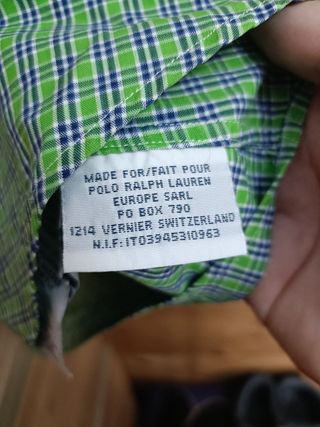 MADE FOR/FAIT POUR
POLO RALPH LAUREN
EUROPE SARL
PO BOX 790
1214 VERNIER SWITZERLAND
N.I.F:IT03945310963